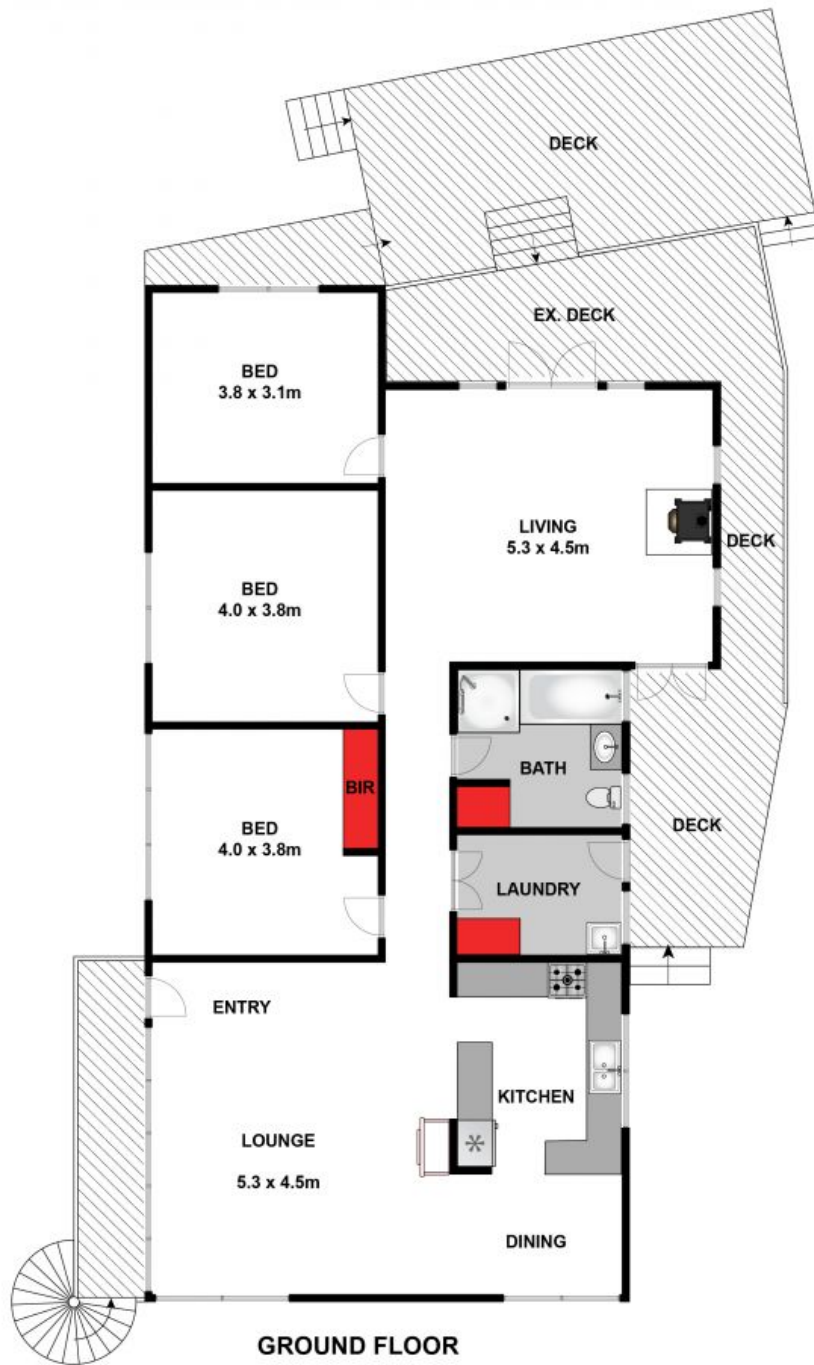 DECK
EX. DECK
BED
3.8 x 3.1m
LIVING
5.3 x 4.5m
DECK
BED
4.0 x 3.8m
BATH
BIR
BED
4.0 x 3.8m
DECK
LAUNDRY
ENTRY
KITCHEN
LOUNGE
5.3 x 4.5m
DINING
GROUND FLOOR